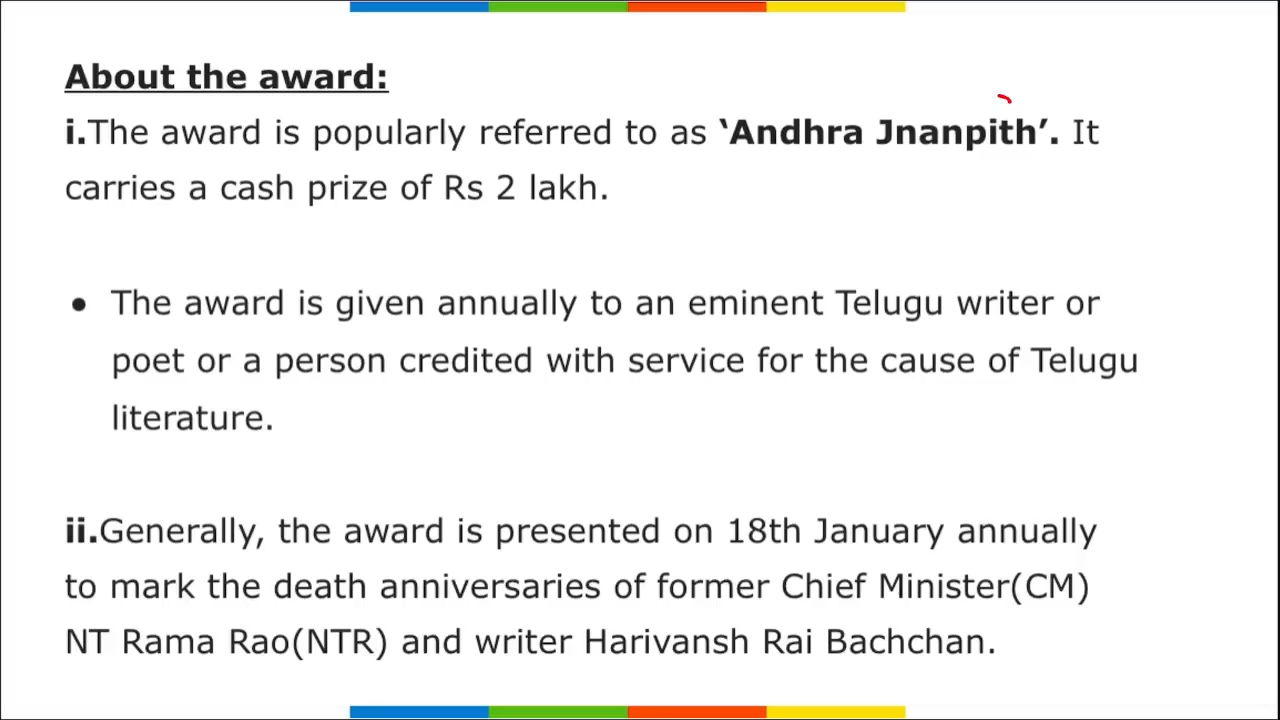 About the award:
i.The award is popularly referred to as ‘Andhra Jnanpith’. It
carries a cash prize of Rs 2 lakh.
● The award is given annually to an eminent Telugu writer or
poet or a person credited with service for the cause of Telugu
literature.
ii.Generally, the award is presented on 18th January annually
to mark the death anniversaries of former Chief Minister(CM)
NT Rama Rao(NTR) and writer Harivansh Rai Bachchan.